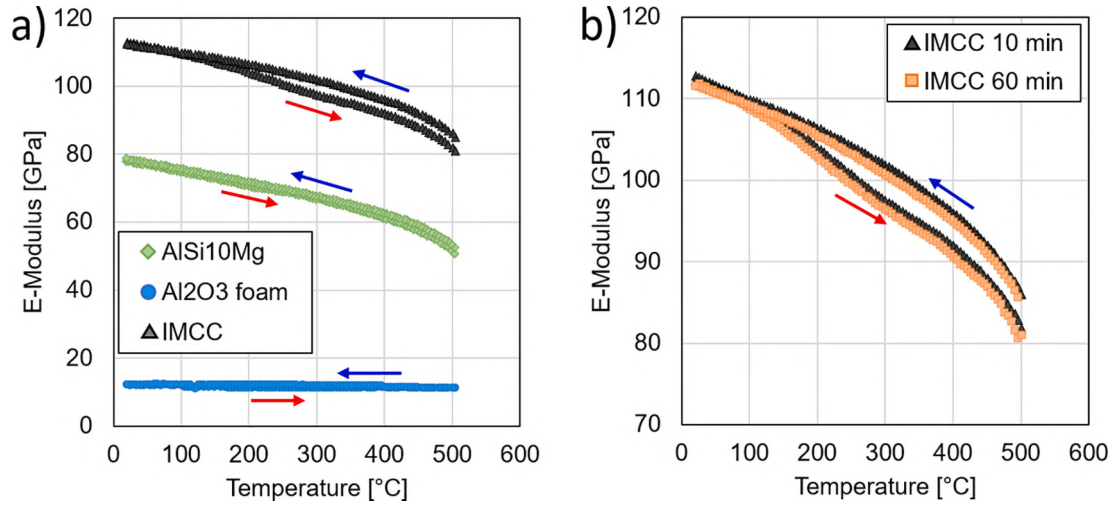 a)
120
100
80
60
40
20
0
E-Modulus [GPa]
AlSi10Mg
Al2O3 foam
IMCC
0 100 200 300 400 500 600
Temperature [°C]
b)
120
110
100
90
80
70
E-Modulus [GPa]
IMCC 10 min
IMCC 60 min
0 100 200 300 400 500 600
Temperature [°C]